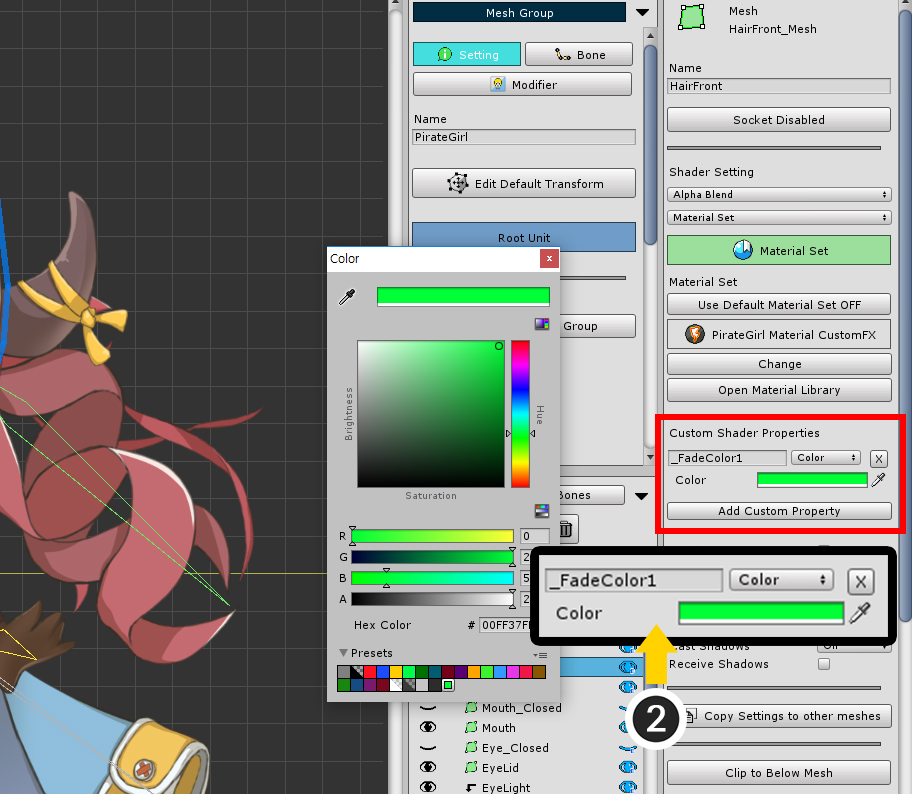 Mesh Group
Setting
Bone
Modifier
Name
PirateGirl
Edit Default Transform
Root Unit
Group
Bones
Mesh
HairFront_Mesh
Name
HairFront
Socket Disabled
Shader Setting
Alpha Blend
Material Set
Material Set
Material Set
Use Default Material Set OFF
PirateGirl Material CustomFX
Change
Open Material Library
Custom Shader Properties
_FadeColor1
Color
X
Color
Add Custom Property
Color
x
Brightness
Hue
Saturation
R
0
G
2
B
5
A
2
Hex Color
# 00FF37F
Presets
_FadeColor1
Color
X
Color
2
Receive Shadows
Copy Settings to other meshes
Clip to Below Mesh
Mouth_Closed
Mouth
Eye_Closed
EyeLid
EyeLight